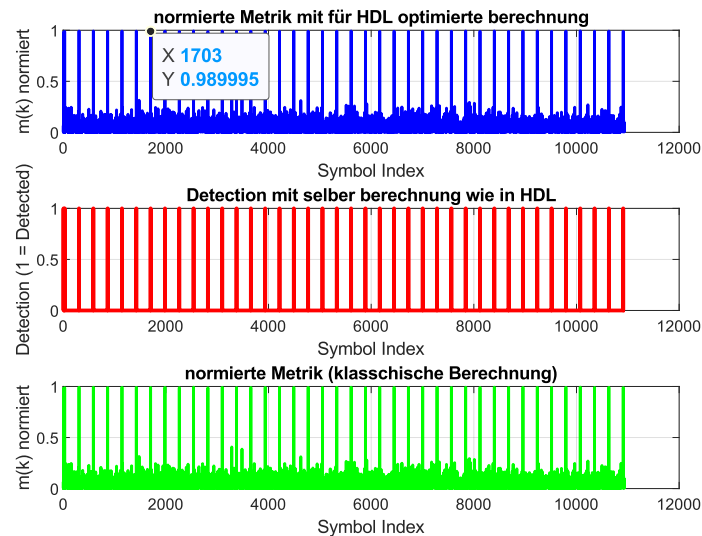 normierte Metrik mit für HDL optimierte berechnung
m(k) normiert
1
0.5
0
X 1703
Y 0.989995
0 2000 4000 6000 8000 10000 12000
Symbol Index
Detection mit selber berechnung wie in HDL
Detection (1 = Detected)
1
0.5
0
0 2000 4000 6000 8000 10000 12000
Symbol Index
normierte Metrik (klasschische Berechnung)
m(k) normiert
1
0.5
0
0 2000 4000 6000 8000 10000 12000
Symbol Index